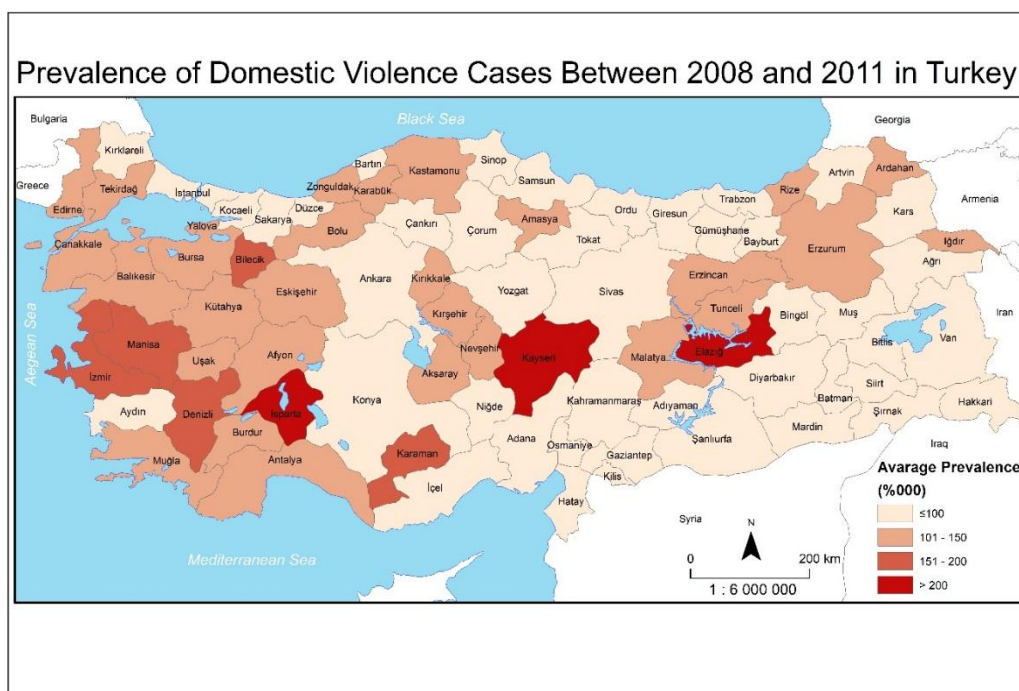 Prevalence of Domestic Violence Cases Between 2008 and 2011 in Turkey
Bulgaria
Black Sea
Georgia
Kırklareli
Sinop
Bartın
Kastamonu
Ardahan
Greece
Tekirdağ
İstanbul
Zonguldak
Karabük
Samsun
Rize
Artvin
Edirne
Kocaeli
Düzce
Sakarya
Trabzon
Kars
Armenia
Yalova
Bolu
Çankırı
Çorum
Amasya
Ordu
Giresun
Gümüşhane
Bayburt
Çanakkale
Bursa
Bilecik
Tokat
Erzurum
Iğdır
Ankara
Ağrı
Balıkesir
Eskişehir
Kırıkkale
Yozgat
Sivas
Erzincan
Kütahya
Kırşehir
Tunceli
Aegean Sea
Manisa
Uşak
Afyon
Nevşehir
Kayseri
Malatya
Elazığ
Bingöl
Muş
Bitlis
Van
Iran
İzmir
Aksaray
Aydın
Denizli
Isparta
Konya
Niğde
Kahramanmaraş
Adıyaman
Diyarbakır
Batman
Siirt
Şırnak
Hakkari
Burdur
Muğla
Antalya
Karaman
İçel
Adana
Osmaniye
Gaziantep
Kilis
Şanlıurfa
Mardin
Iraq
Hatay
Syria
Mediterranean Sea
N
0 200 km
1 : 6 000 000
Avarage Prevalence
(%000)
≤100
101 - 150
151 - 200
> 200